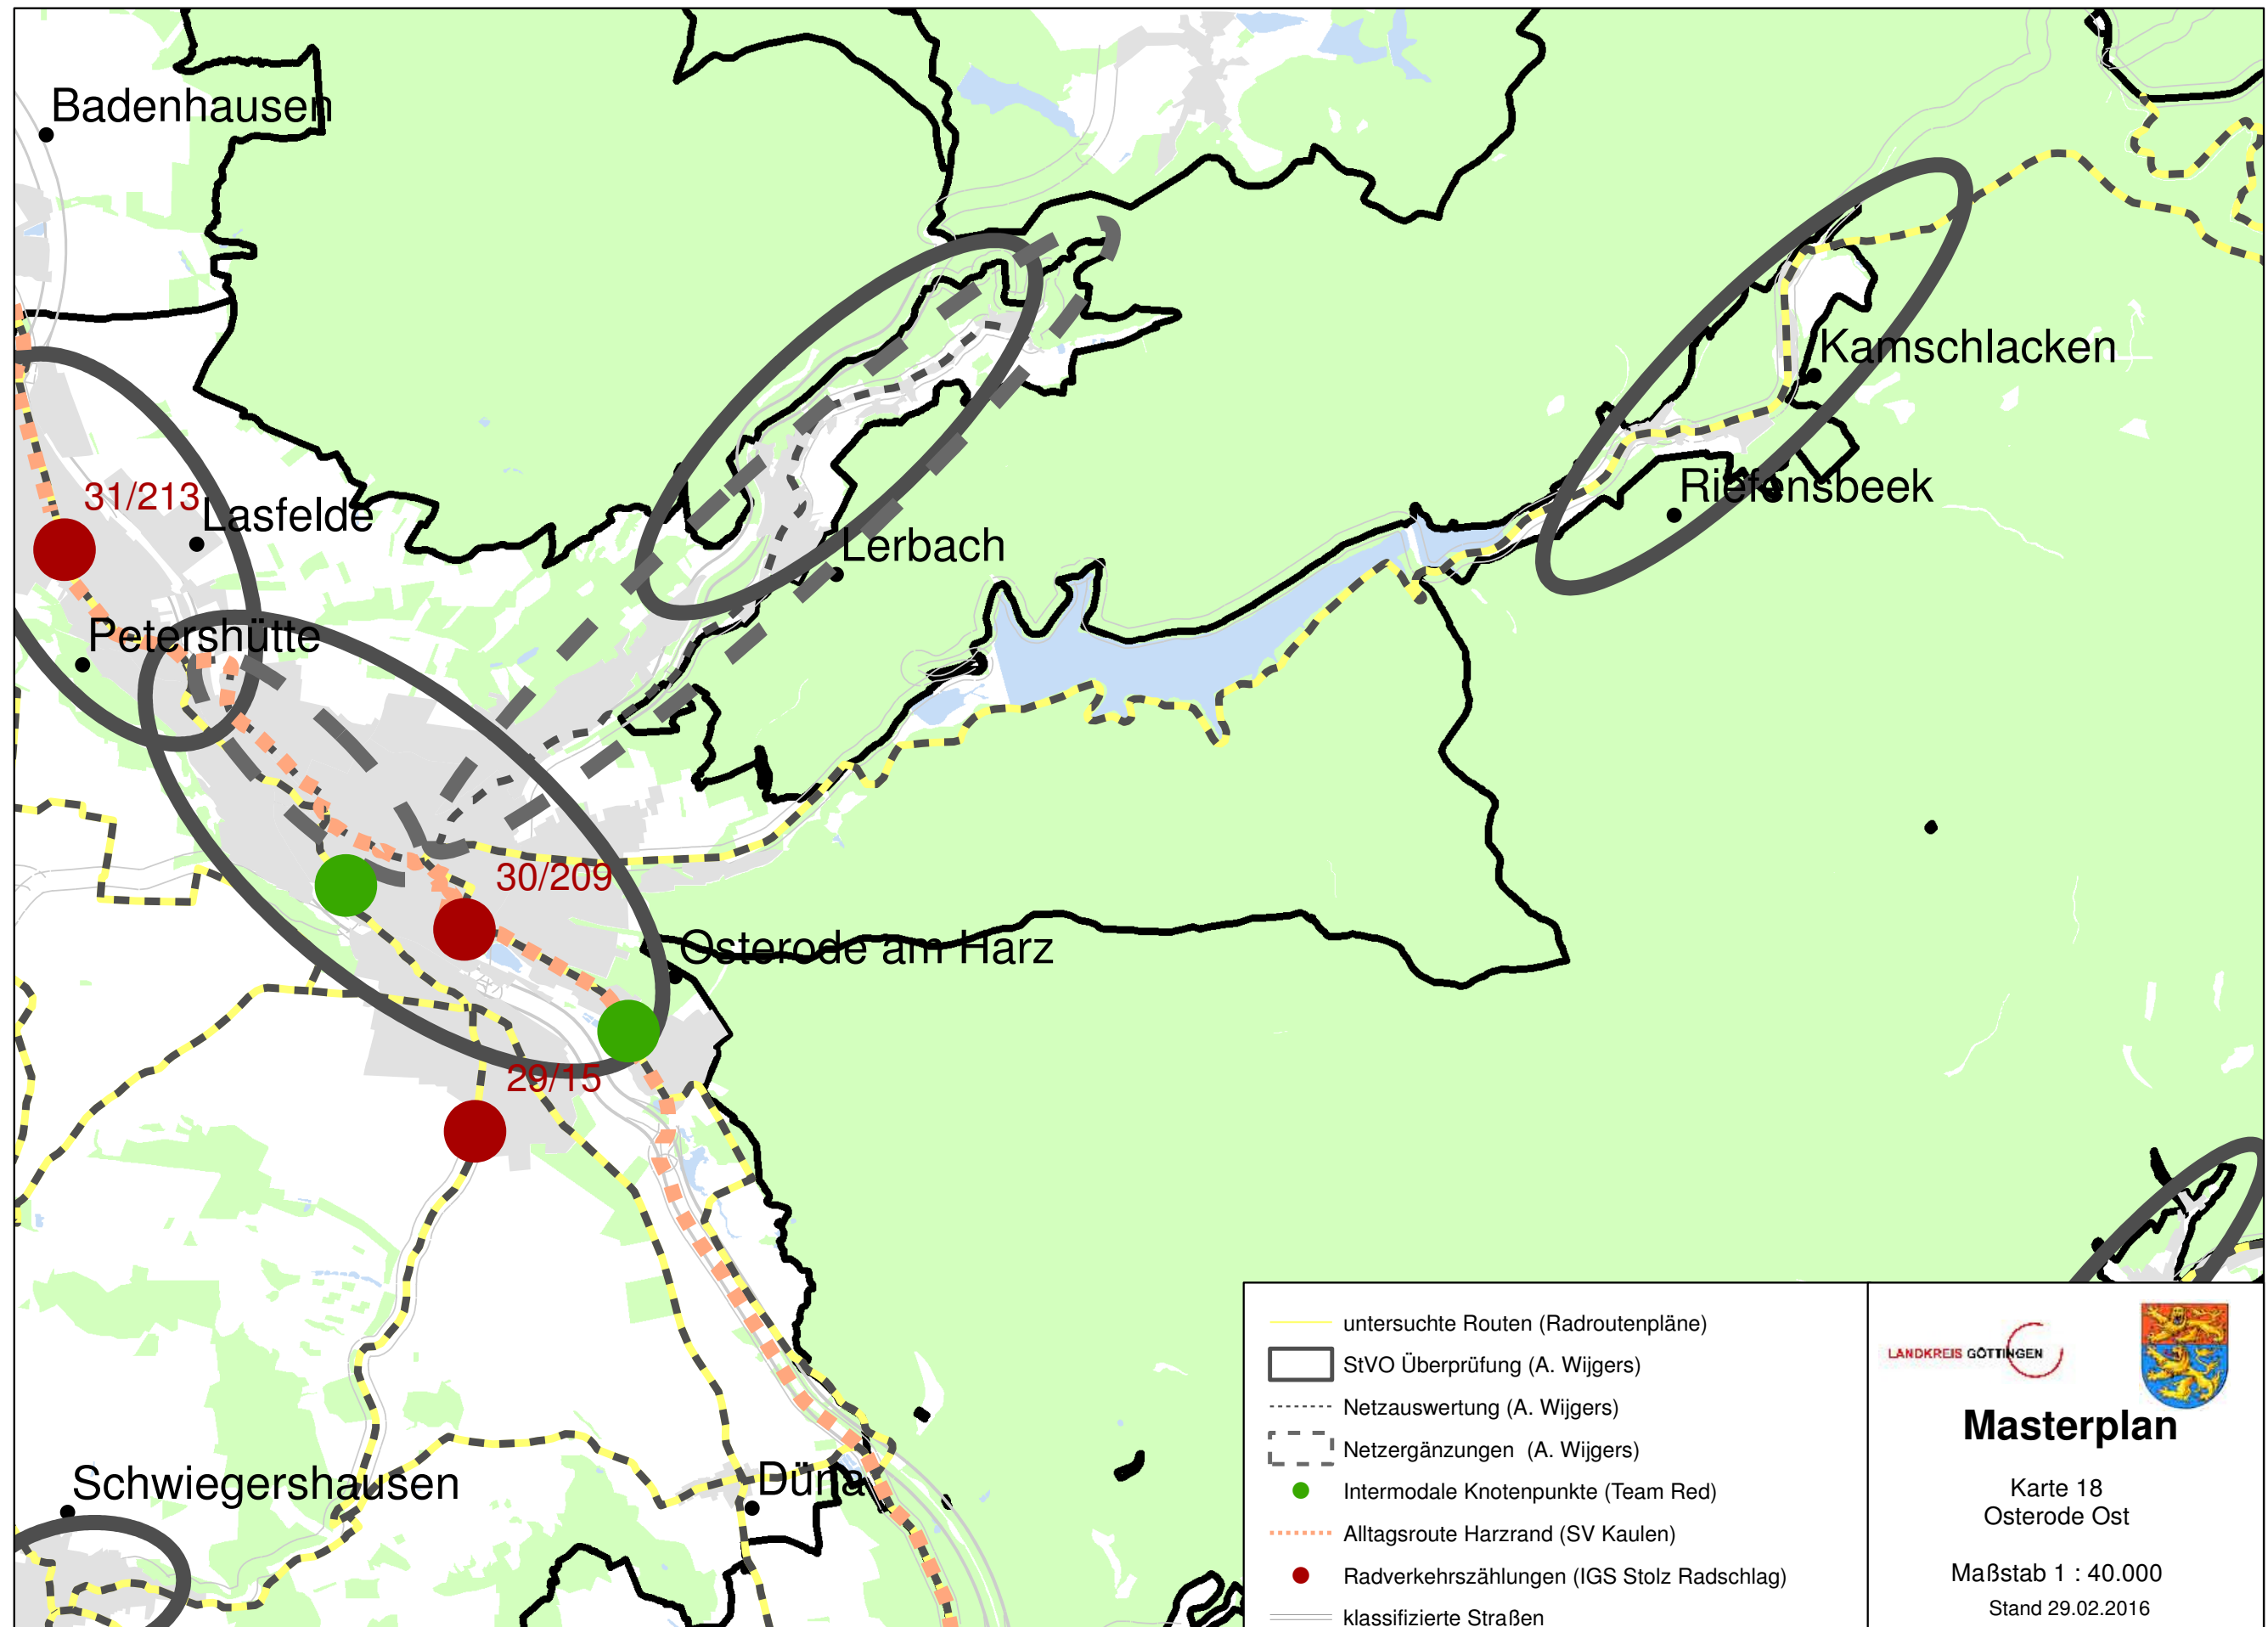 Badenhausen
Kamschlacken
31/213
Lasfelde
Riefensbeek
Lerbach
Petershütte
30/209
Osterode am Harz
29/15
Schwiegershausen
Düna
untersuchte Routen (Radroutenpläne)
StVO Überprüfung (A. Wijgers)
Netzauswertung (A. Wijgers)
Netzergänzungen (A. Wijgers)
Intermodale Knotenpunkte (Team Red)
Alltagsroute Harzrand (SV Kaulen)
Radverkehrszählungen (IGS Stolz Radschlag)
klassifizierte Straßen
LANDKREIS GÖTTINGEN
Masterplan
Karte 18
Osterode Ost
Maßstab 1 : 40.000
Stand 29.02.2016